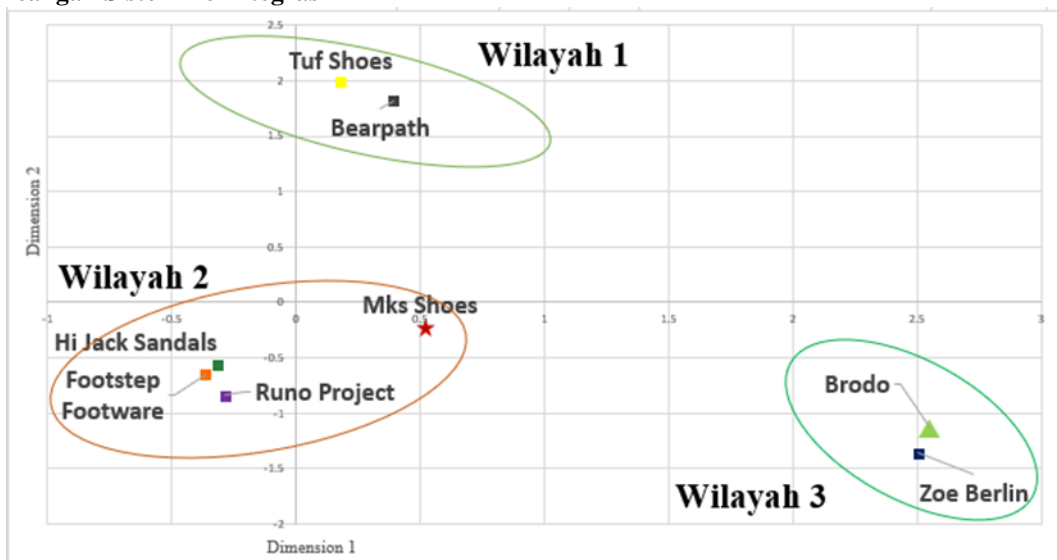 2.5
Wilayah 1
Tuf Shoes
2
Bearpath
1.5
1
Dimension 2
0.5
Wilayah 2
0
Mks Shoes
-1
-0.5
0
0.5
1
1.5
2
2.5
3
Hi Jack Sandals
-0.5
Footstep
Footware
Runo Project
Brodo
-1
-1.5
Wilayah 3
Zoe Berlin
-2
Dimension 1